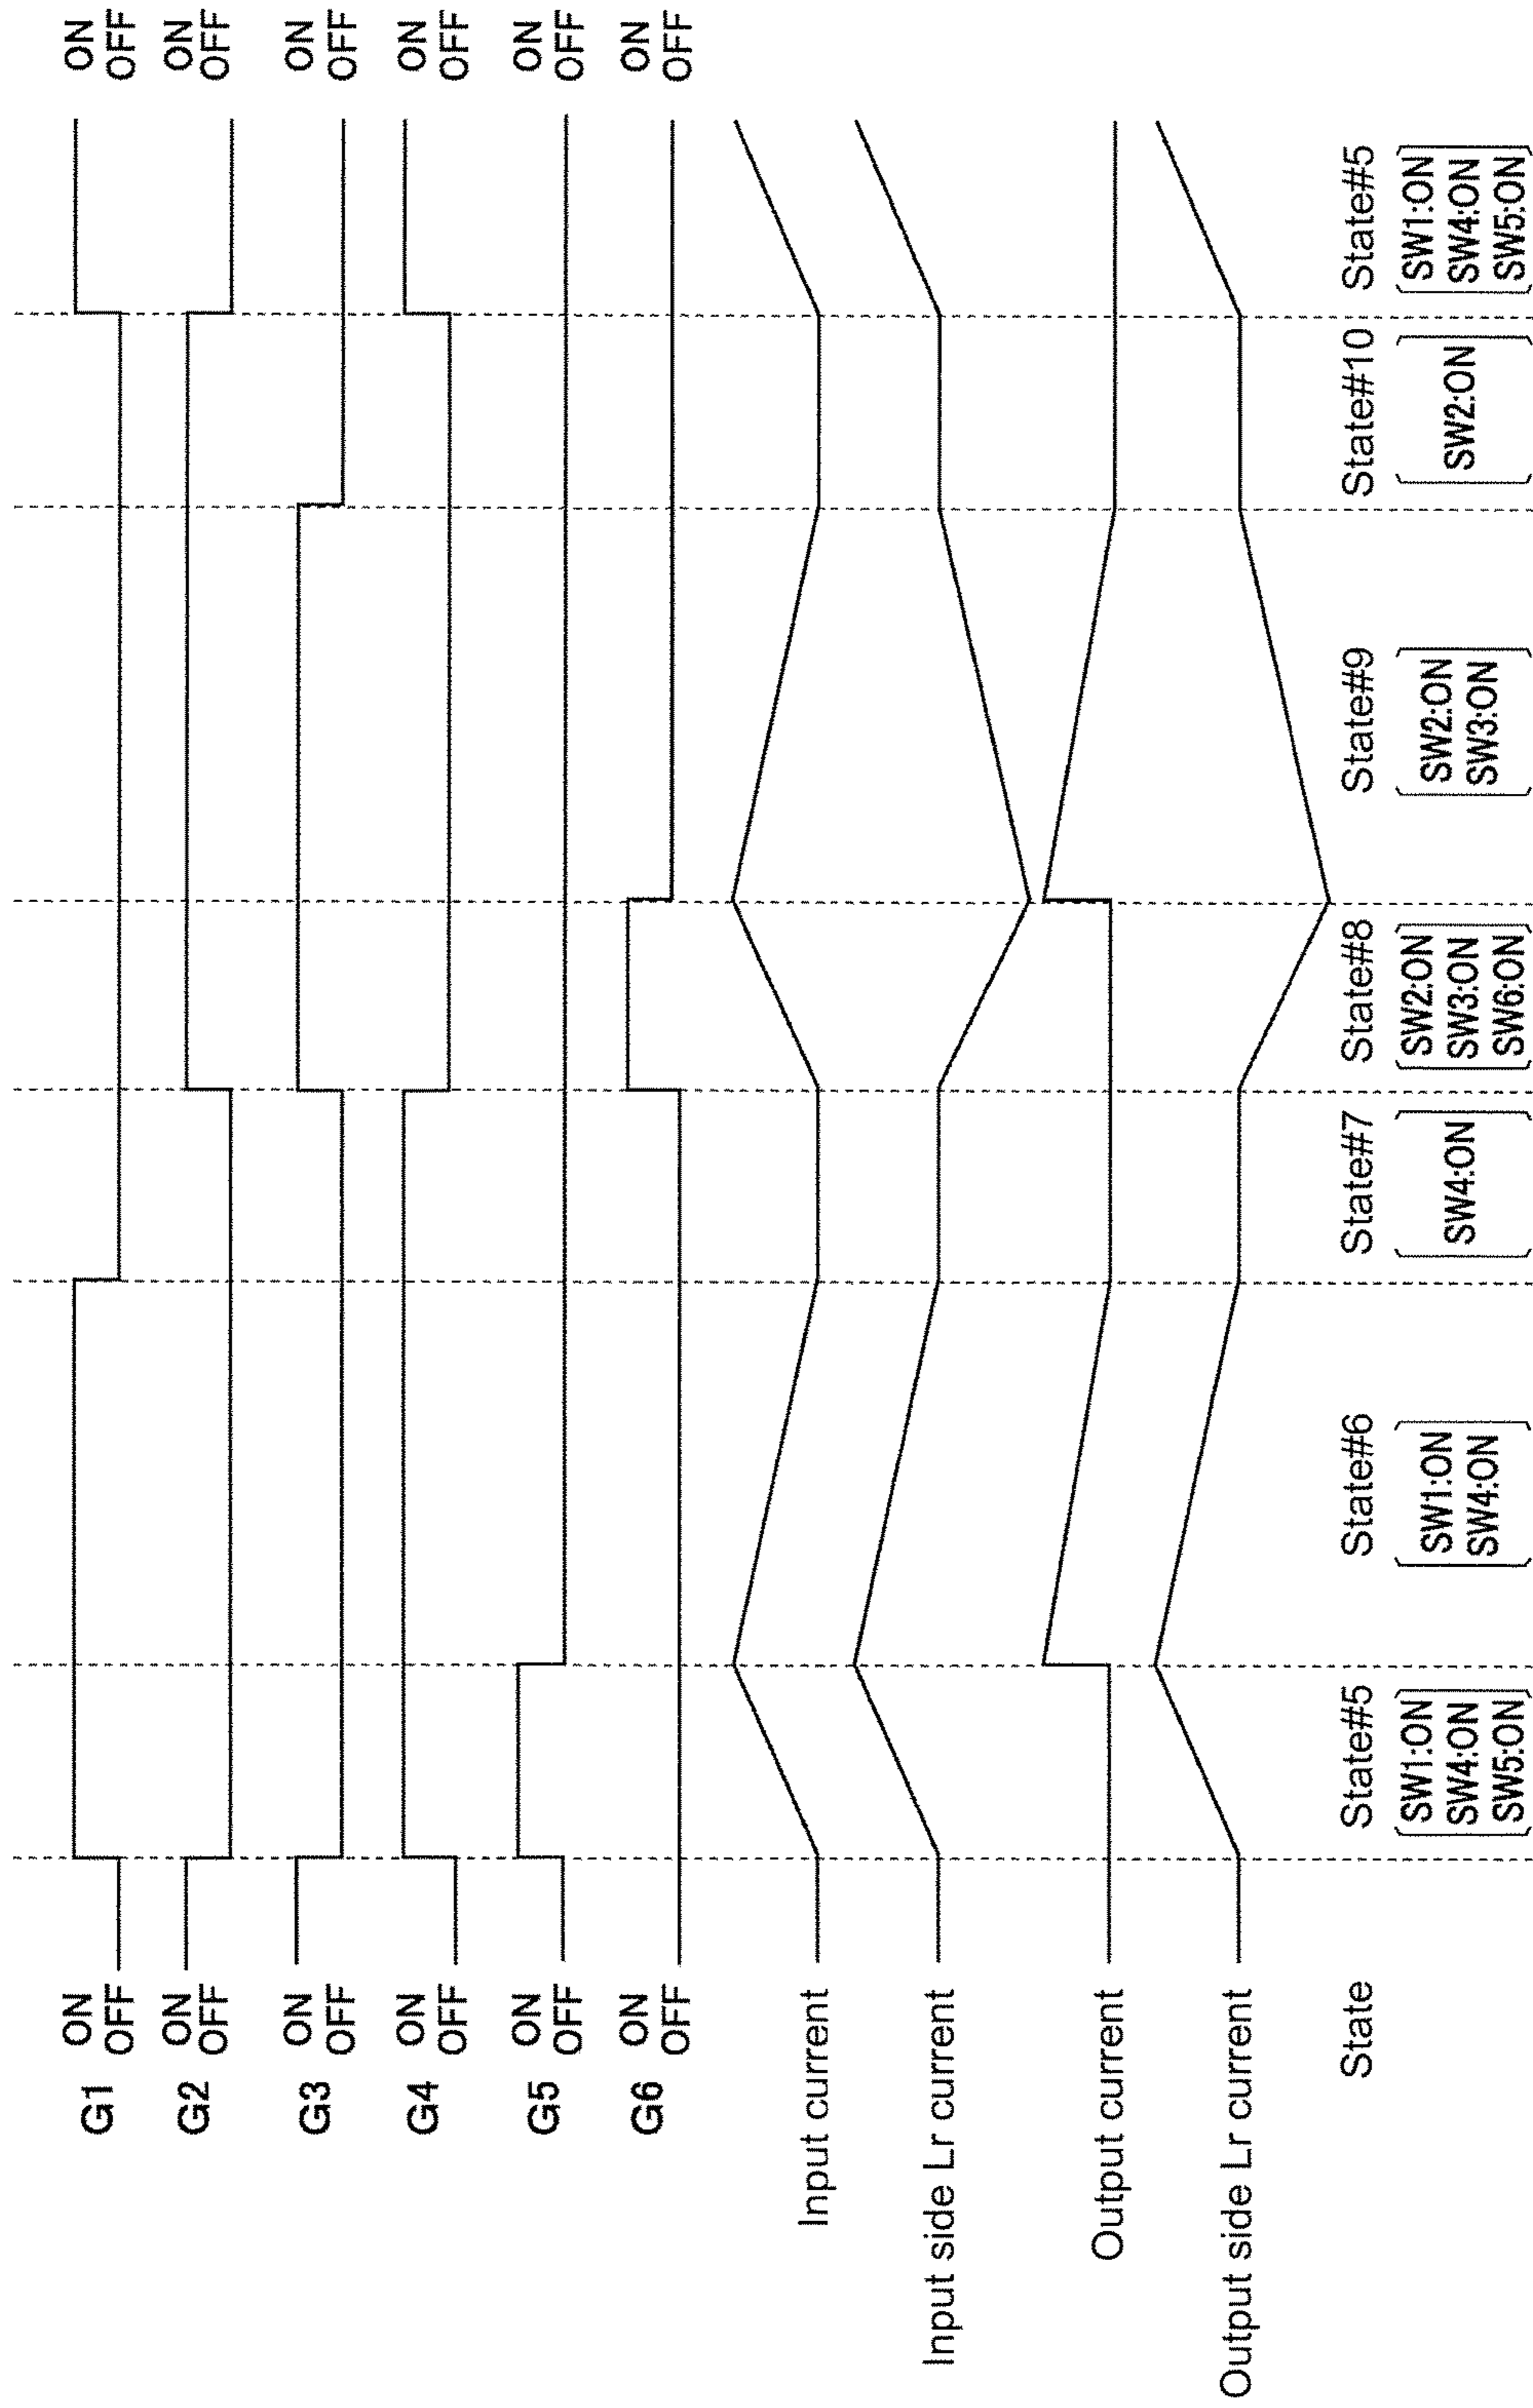 G1 ON
OFF
ON
OFF
G2 ON
OFF
ON
OFF
G3 ON
OFF
ON
OFF
G4 ON
OFF
ON
OFF
G5 ON
OFF
ON
OFF
G6 ON
OFF
ON
OFF
Input current
Input side Lr current
Output current
Output side Lr current
State
State#5
SW1:ON
SW4:ON
SW5:ON
State#6
SW1:ON
SW4:ON
State#7
SW4:ON
State#8
SW2:ON
SW3:ON
SW6:ON
State#9
SW2:ON
SW3:ON
State#10
SW2:ON
State#5
SW1:ON
SW4:ON
SW5:ON